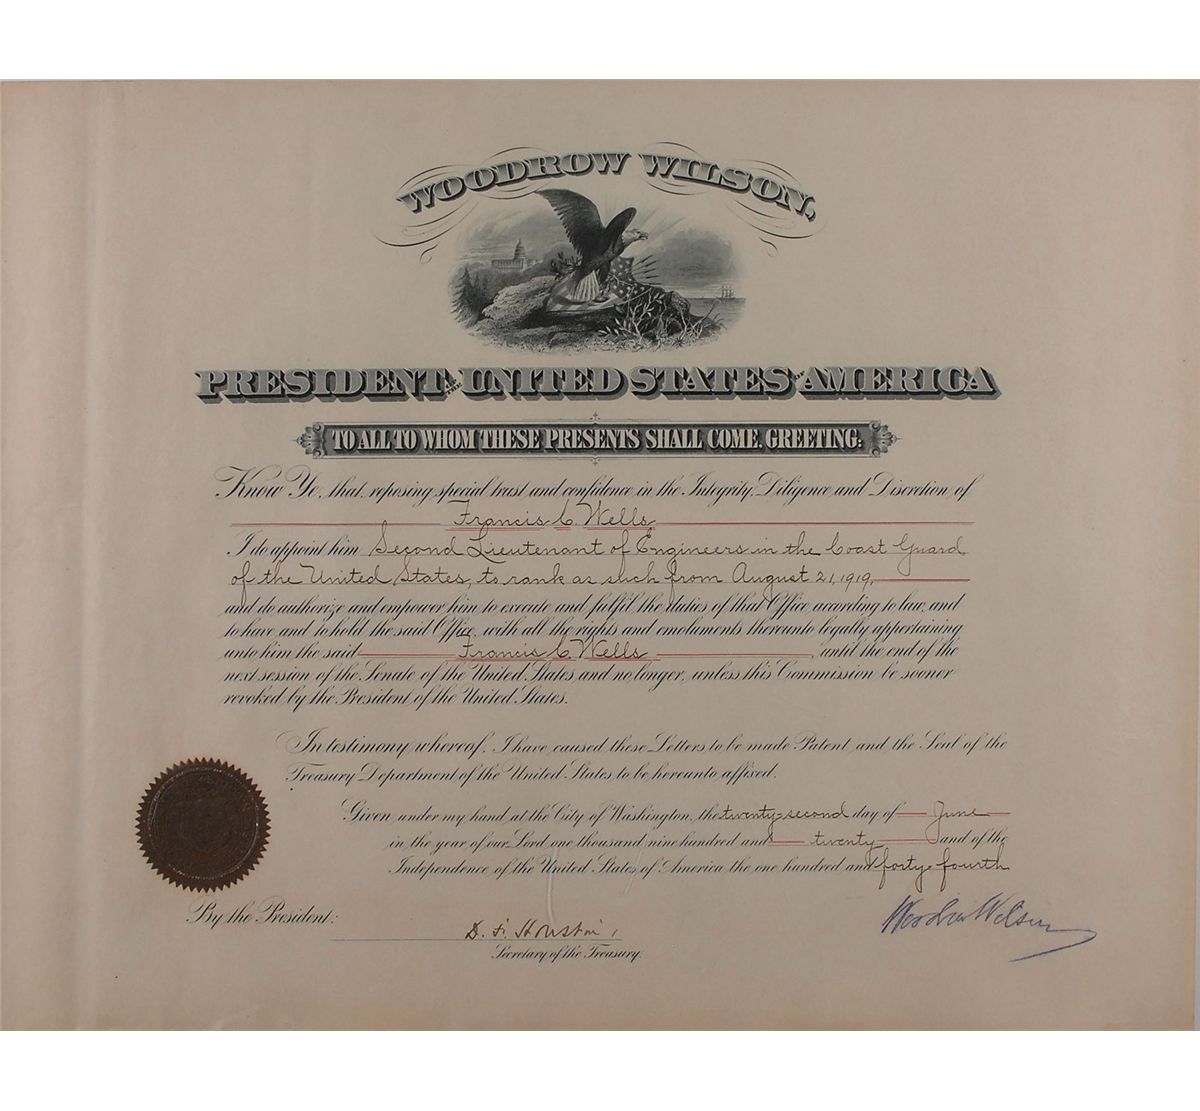 WOODROW WILSON,
PRESIDENT OF THE UNITED STATES OF AMERICA
TO ALL TO WHOM THESE PRESENTS SHALL COME, GREETING:
Know Ye, that, reposing special trust and confidence in the Integrity, Diligence and Discretion of
Francis C. Wells
I do appoint him Second Lieutenant of Engineers in the Coast Guard
of the United States, to rank as such from August 21, 1919,
and do authorize and empower him to execute and fulfil the duties of that Office according to law, and
to have and to hold the said Office, with all the rights and emoluments thereunto legally appertaining
unto him the said Francis C. Wells, until the end of the
next session of the Senate of the United States and no longer, unless this Commission be sooner
revoked by the President of the United States.
In testimony whereof, I have caused these Letters to be made Patent, and the Seal of the
Treasury Department of the United States to be hereunto affixed.
Given under my hand at the City of Washington, the twenty-second day of June
in the year of our Lord one thousand nine hundred and twenty and of the
Independence of the United States of America the one hundred and forty-fourth
By the President: Woodrow Wilson
D. F. Houston
Secretary of the Treasury.